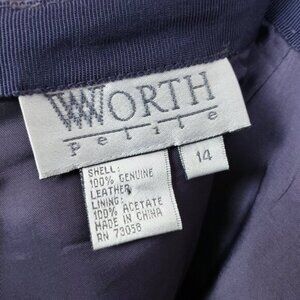 WORTH
petite
14
SHELL:
100% GENUINE
LEATHER
LINING:
100% ACETATE
MADE IN CHINA
RN 73058